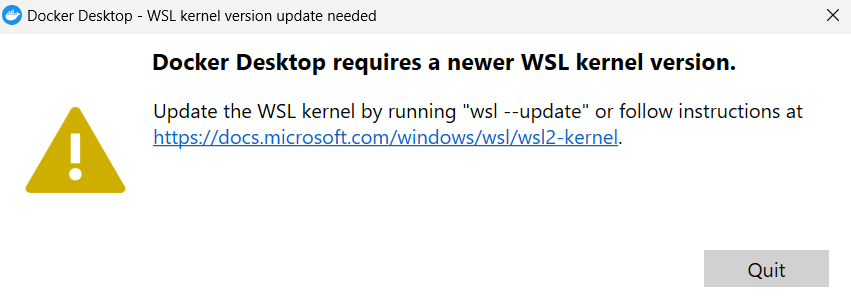 Docker Desktop - WSL kernel version update needed
Docker Desktop requires a newer WSL kernel version.
Update the WSL kernel by running "wsl --update" or follow instructions at
https://docs.microsoft.com/windows/wsl/wsl2-kernel.
Quit